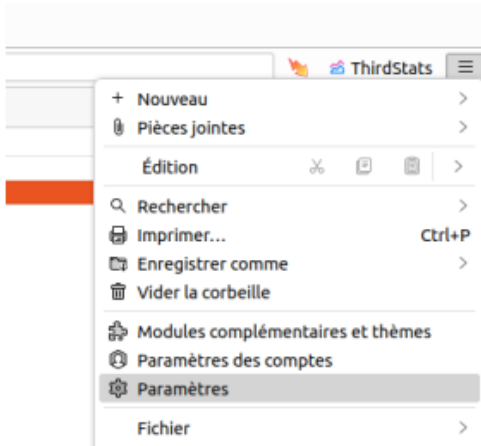 ThirdStats
Nouveau
Pièces jointes
Édition
Rechercher
Imprimer... Ctrl+P
Enregistrer comme
Vider la corbeille
Modules complémentaires et thèmes
Paramètres des comptes
Paramètres
Fichier